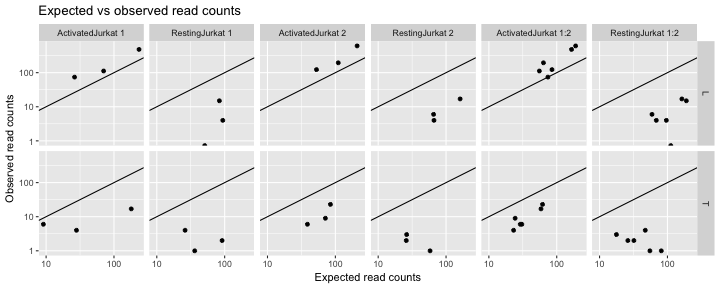 Expected vs observed read counts
ActivatedJurkat 1 RestingJurkat 1 ActivatedJurkat 2 RestingJurkat 2 ActivatedJurkat 1:2 RestingJurkat 1:2
100
10
1
L
100
10
1
T
10 100 10 100 10 100 10 100 10 100 10 100
Observed read counts
Expected read counts